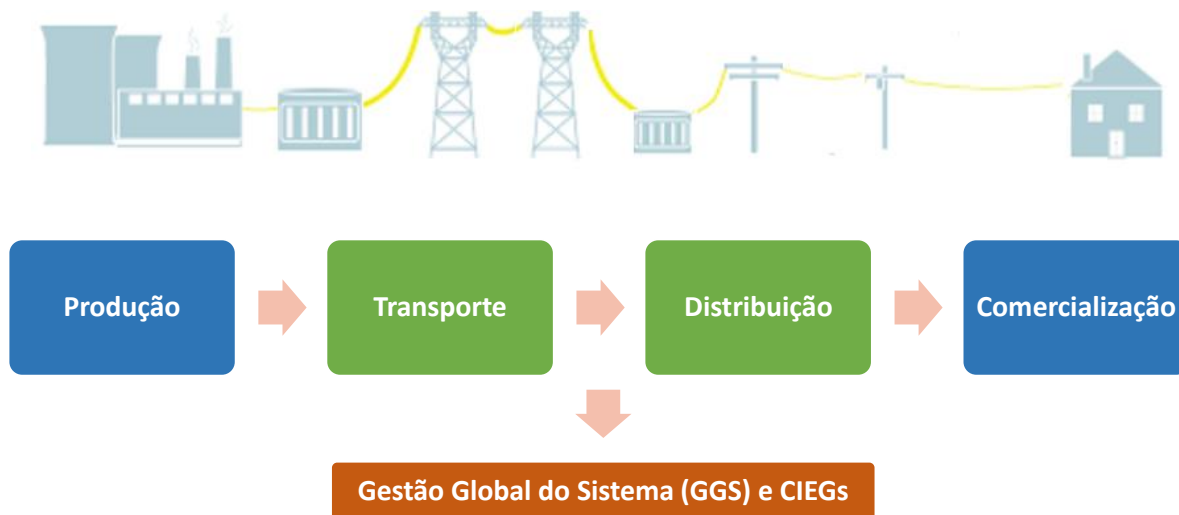 Produção
Transporte
Distribuição
Comercialização
Gestão Global do Sistema (GGS) e CIEGs